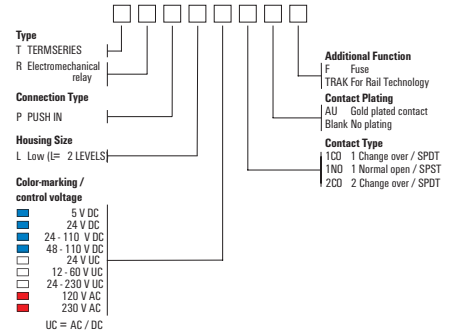 Type
T TERMSERIES
R Electromechanical
relay
Connection Type
P PUSH IN
Housing Size
L Low (L= 2 LEVELS)
Color-marking /
control voltage
5 V DC
24 V DC
24 - 110 V DC
48 - 110 V DC
24 V UC
12 - 60 V UC
24 - 230 V UC
120 V AC
230 V AC
UC = AC / DC
Additional Function
F Fuse
TRAK For Rail Technology
Contact Plating
AU Gold plated contact
Blank No plating
Contact Type
1CO 1 Change over / SPDT
1NO 1 Normal open / SPST
2CO 2 Change over / SPDT